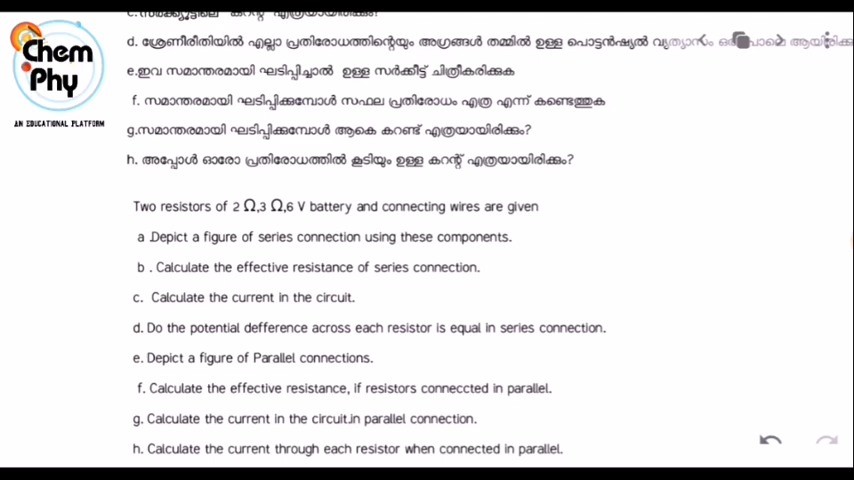 Chem
Phy
AN EDUCATIONAL PLATFORM
c.സർക്ക്യൂട്ടിലെ കറന്റ് എത്രയായിരിക്കും?
d. ശ്രേണീരീതിയിൽ എല്ലാ പ്രതിരോധത്തിന്റെയും അഗ്രങ്ങൾ തമ്മിൽ ഉള്ള പൊട്ടൻഷ്യൽ വ്യത്യാസം ഒരുപോലെ ആയിരിക്കു
e.ഇവ സമാന്തരമായി ഘടിപ്പിച്ചാൽ ഉള്ള സർക്കീട്ട് ചിത്രീകരിക്കുക
f. സമാന്തരമായി ഘടിപ്പിക്കുമ്പോൾ സഫല പ്രതിരോധം എത്ര എന്ന് കണ്ടെത്തുക
g.സമാന്തരമായി ഘടിപ്പിക്കുമ്പോൾ ആകെ കറണ്ട് എത്രയായിരിക്കും?
h. അപ്പോൾ ഓരോ പ്രതിരോധത്തിൽ കൂടിയും ഉള്ള കറന്റ് എത്രയായിരിക്കും?
Two resistors of 2 Ω,3 Ω,6 V battery and connecting wires are given
a .Depict a figure of series connection using these components.
b . Calculate the effective resistance of series connection.
c. Calculate the current in the circuit.
d. Do the potential defference across each resistor is equal in series connection.
e. Depict a figure of Parallel connections.
f. Calculate the effective resistance, if resistors conneccted in parallel.
g. Calculate the current in the circuit.in parallel connection.
h. Calculate the current through each resistor when connected in parallel.